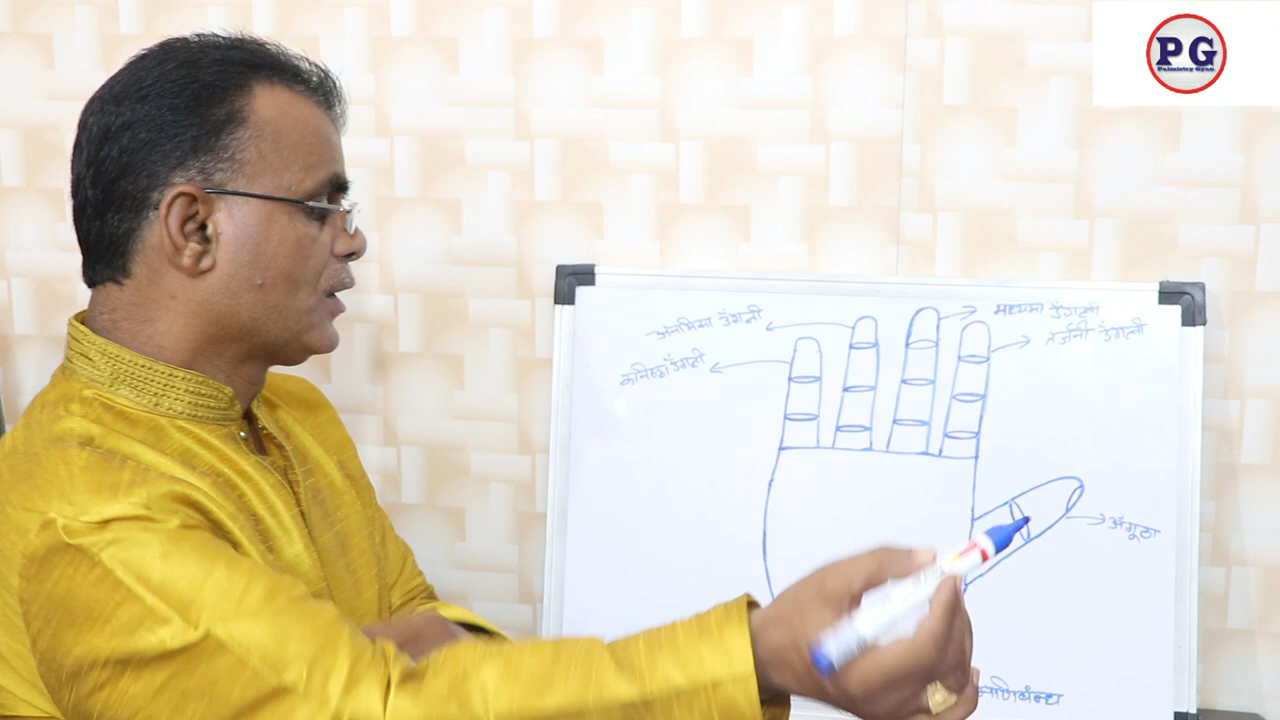 PG
Palmistry Gyan
अनामिका उंगली
मध्यमा उंगली
तर्जनी उंगली
कनिष्ठा उंगली
अंगूठा
मणिबंन्ध